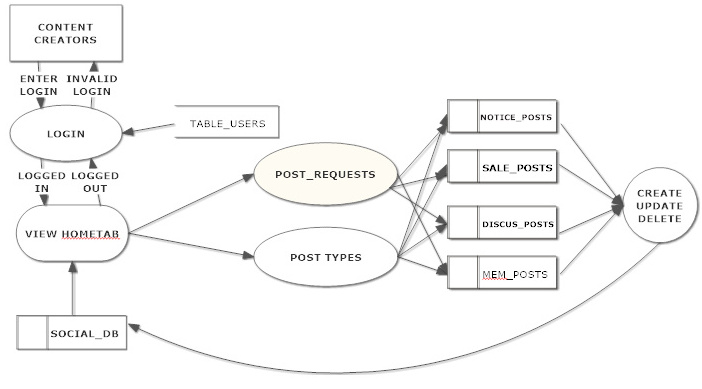 CONTENT
CREATORS
ENTER
LOGIN
INVALID
LOGIN
LOGIN
TABLE_USERS
LOGGED
IN
LOGGED
OUT
VIEW HOMETAB
SOCIAL_DB
POST_REQUESTS
POST TYPES
NOTICE_POSTS
SALE_POSTS
DISCUS_POSTS
MEM_POSTS
CREATE
UPDATE
DELETE